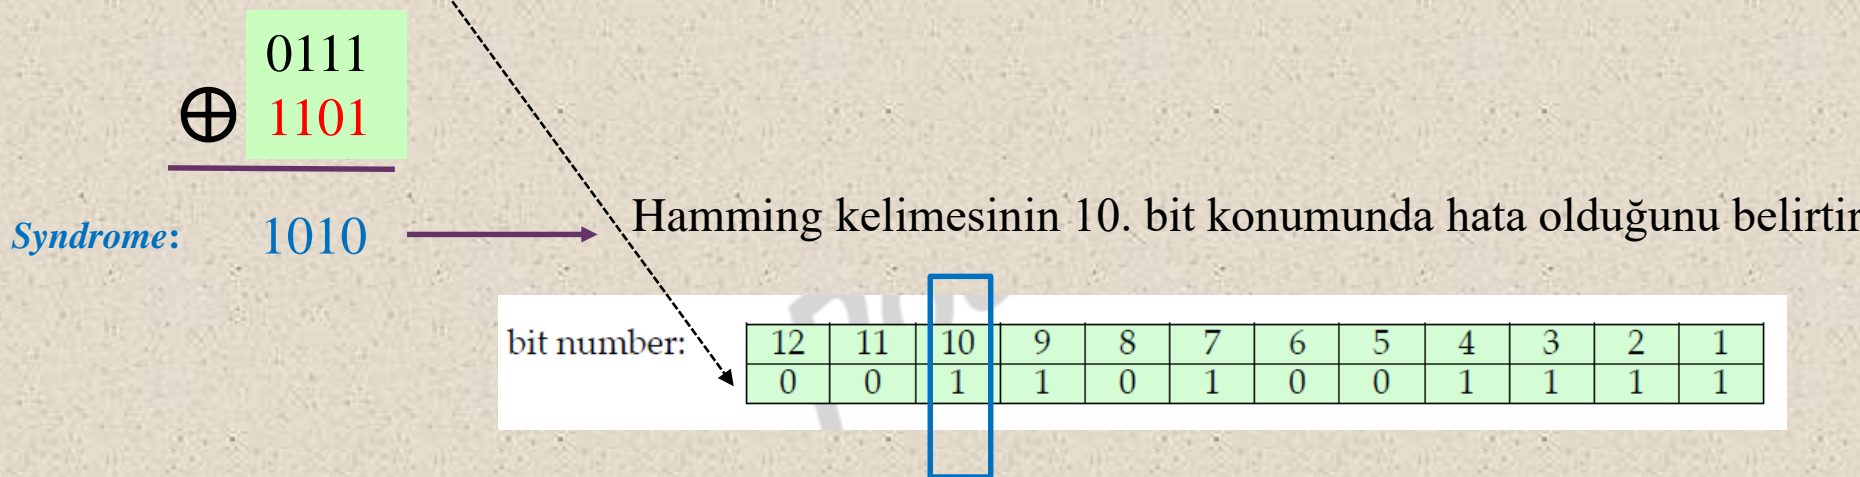 0111
⊕ 1101
Syndrome: 1010
Hamming kelimesinin 10. bit konumunda hata olduğunu belirtir
bit number: 12 11 10 9 8 7 6 5 4 3 2 1
0 0 1 1 0 1 0 0 1 1 1 1